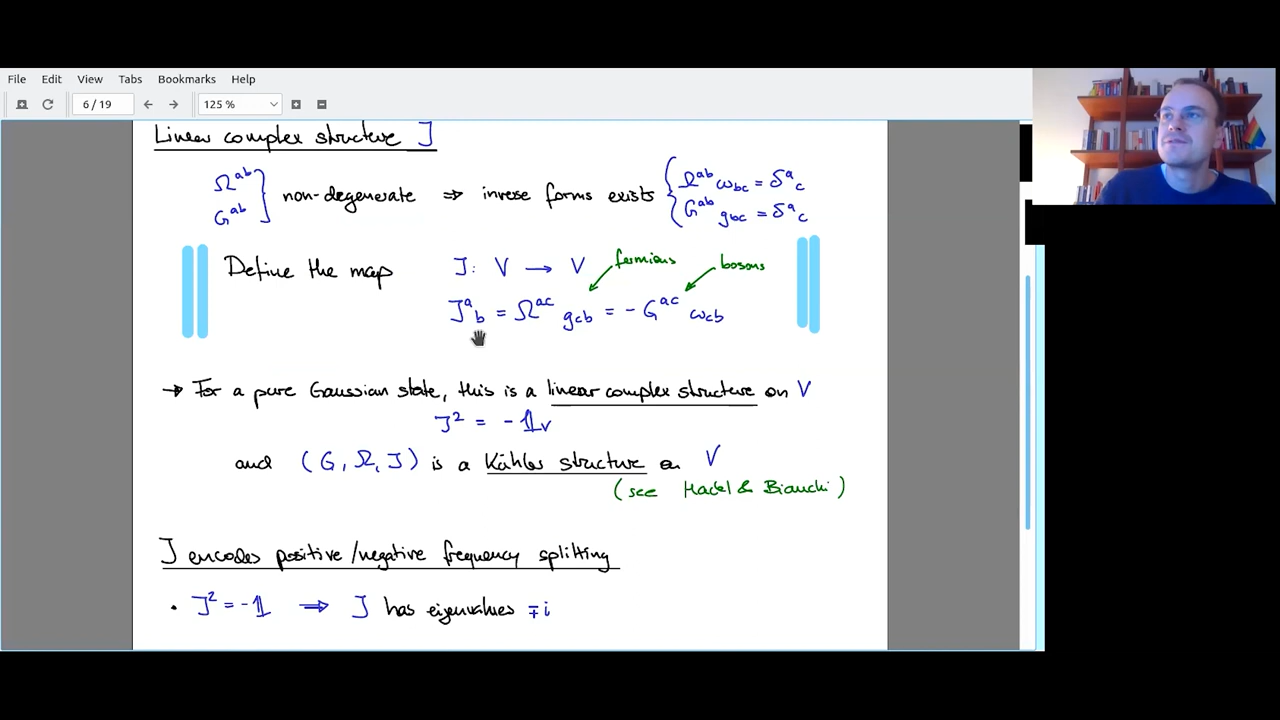 File Edit View Tabs Bookmarks Help
6 / 19 125 %
Linear complex structure J
Ω^ab
G^ab } non-degenerate ⇒ inverse forms exists { Ω^ab ω_bc = δ^a_c
G^ab g_bc = δ^a_c
Define the map J: V → V fermions bosons
J^a_b = Ω^ac g_cb = - G^ac ω_cb
→ For a pure Gaussian state, this is a linear complex structure on V
J² = -𝟙_V
and (G, Ω, J) is a Kähler structure on V
(see Hackl & Bianchi)
J encodes positive/negative frequency splitting
• J² = -𝟙 ⇒ J has eigenvalues ∓i